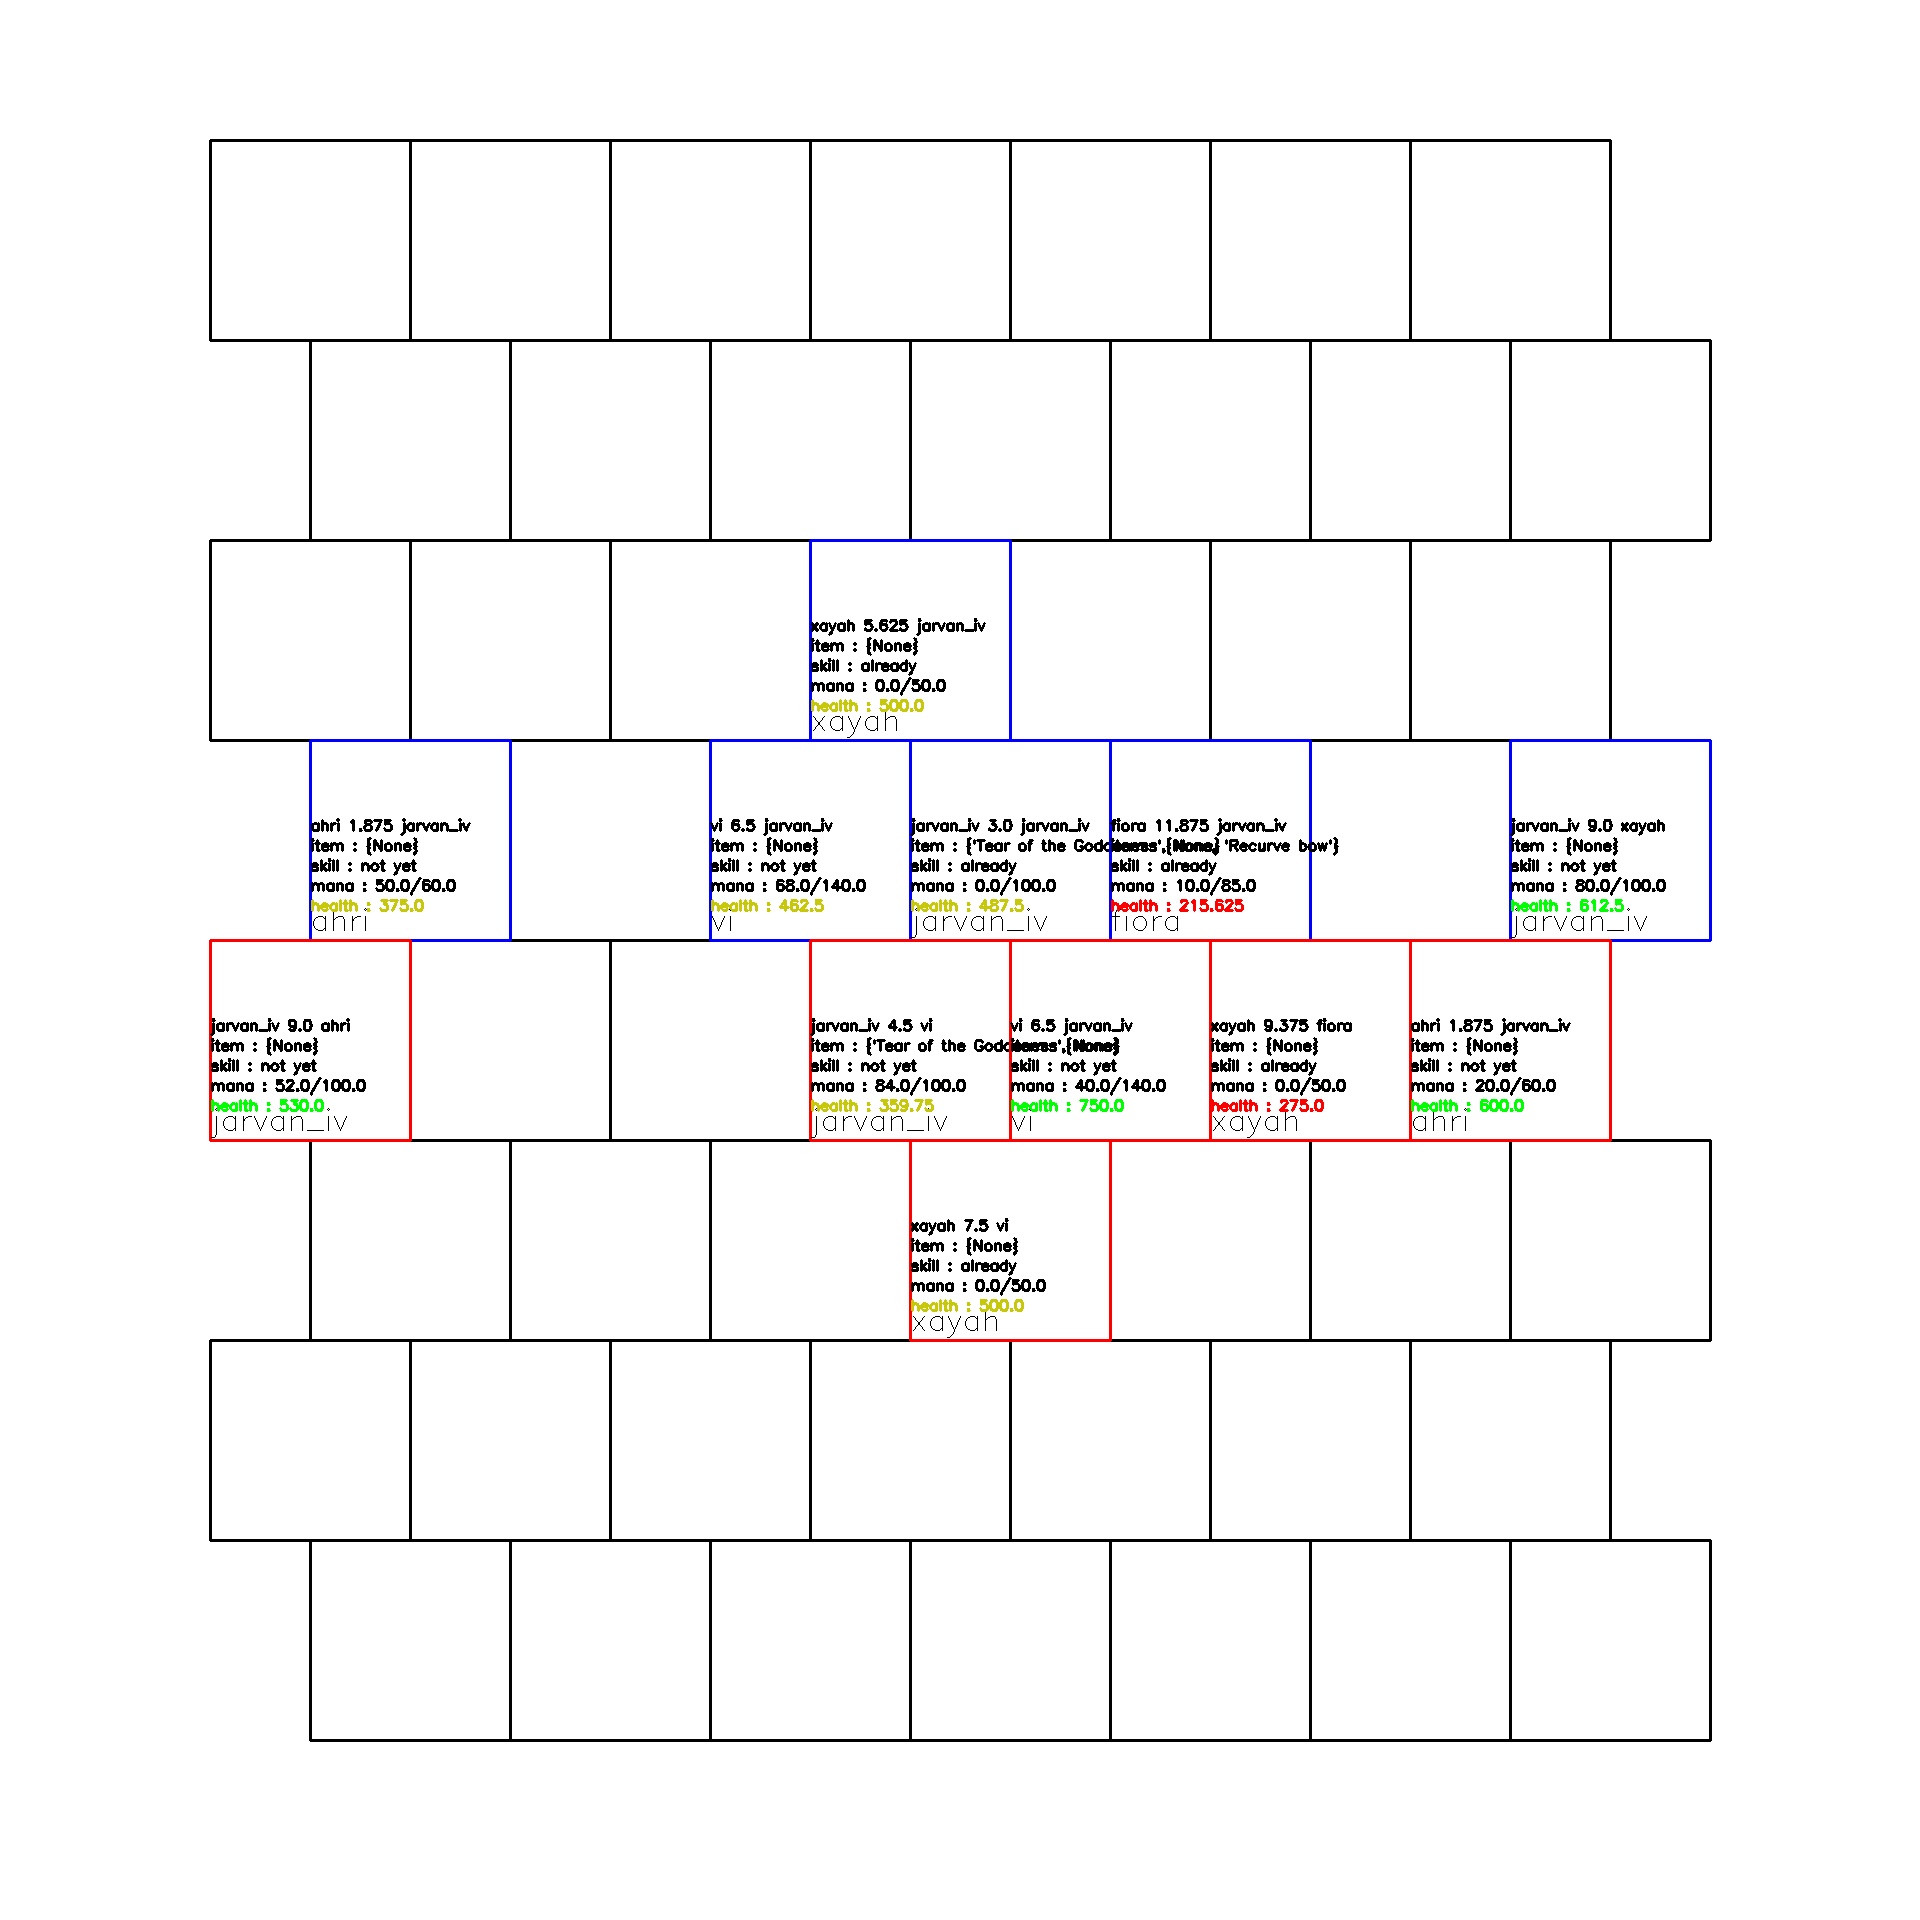 xayah 5.625 jarvan_iv
item : {None}
skill : already
mana : 0.0/50.0
health : 500.0
xayah
ahri 1.875 jarvan_iv
item : {None}
skill : not yet
mana : 50.0/60.0
health : 375.0
ahri
vi 6.5 jarvan_iv
item : {None}
skill : not yet
mana : 68.0/140.0
health : 462.5
vi
jarvan_iv 3.0 jarvan_iv
item : {'Tear of the Goddess', 'Recurve bow'}
skill : already
mana : 0.0/100.0
health : 487.5
jarvan_iv
fiora 11.875 jarvan_iv
item : {None}
skill : already
mana : 10.0/85.0
health : 215.625
fiora
jarvan_iv 9.0 xayah
item : {None}
skill : not yet
mana : 80.0/100.0
health : 612.5
jarvan_iv
jarvan_iv 9.0 ahri
item : {None}
skill : not yet
mana : 52.0/100.0
health : 530.0
jarvan_iv
jarvan_iv 4.5 vi
item : {'Tear of the
skill : not yet
mana : 84.0/100.0
health : 359.75
jarvan_iv
vi 6.5 jarvan_iv
item : {None}
skill : not yet
mana : 40.0/140.0
health : 750.0
vi
xayah 9.375 fiora
item : {None}
skill : already
mana : 0.0/50.0
health : 275.0
xayah
ahri 1.875 jarvan_iv
item : {None}
skill : not yet
mana : 20.0/60.0
health : 600.0
ahri
xayah 7.5 vi
item : {None}
skill : already
mana : 0.0/50.0
health : 500.0
xayah